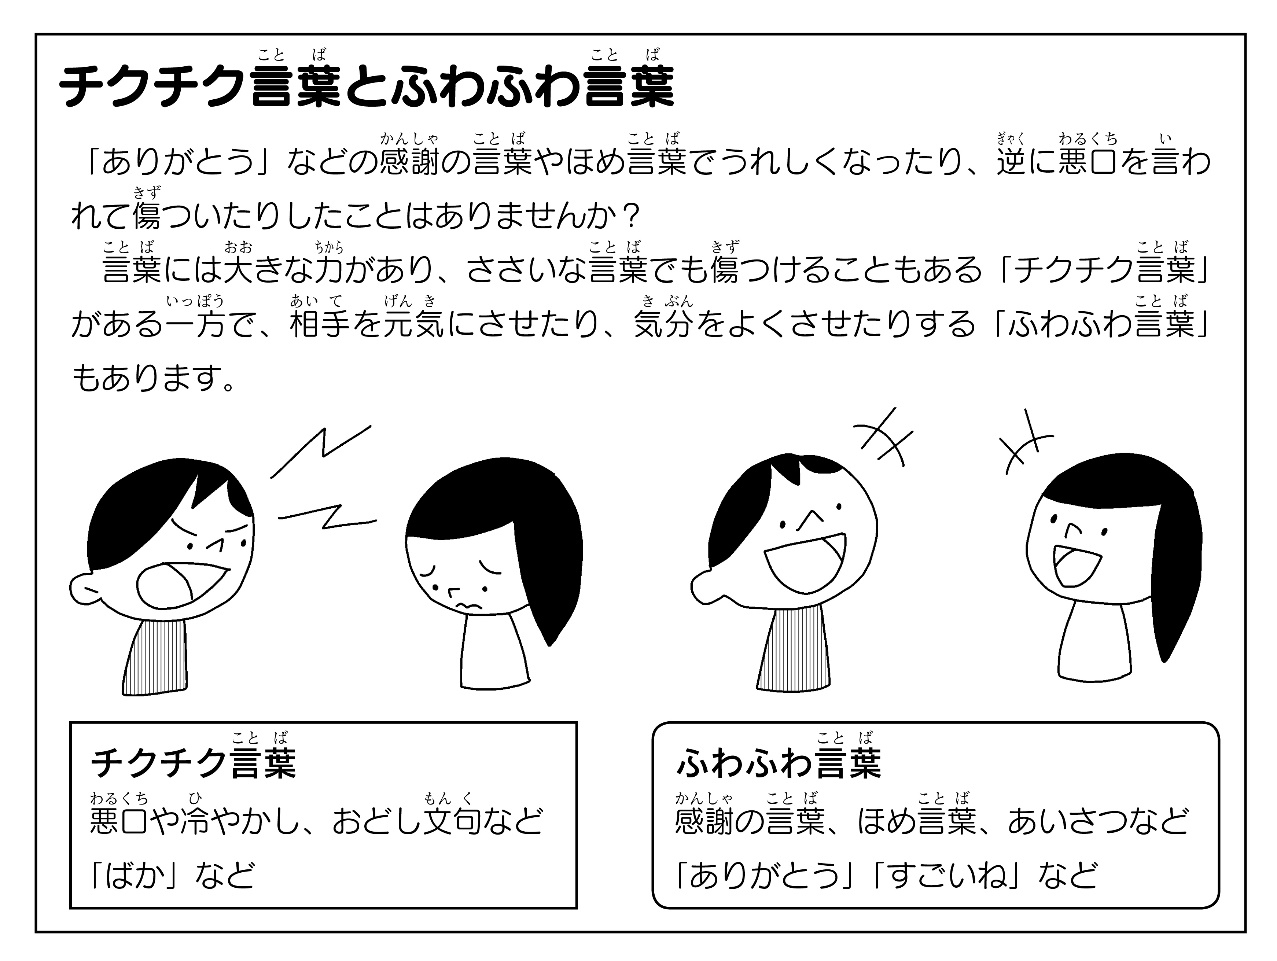 チクチク言葉とふわふわ言葉
「ありがとう」などの感謝の言葉やほめ言葉でうれしくなったり、逆に悪口を言わ
れて傷ついたりしたことはありませんか？
言葉には大きな力があり、ささいな言葉でも傷つけることもある「チクチク言葉」
がある一方で、相手を元気にさせたり、気分をよくさせたりする「ふわふわ言葉」
もあります。
チクチク言葉
悪口や冷やかし、おどし文句など
「ばか」など
ふわふわ言葉
感謝の言葉、ほめ言葉、あいさつなど
「ありがとう」「すごいね」など